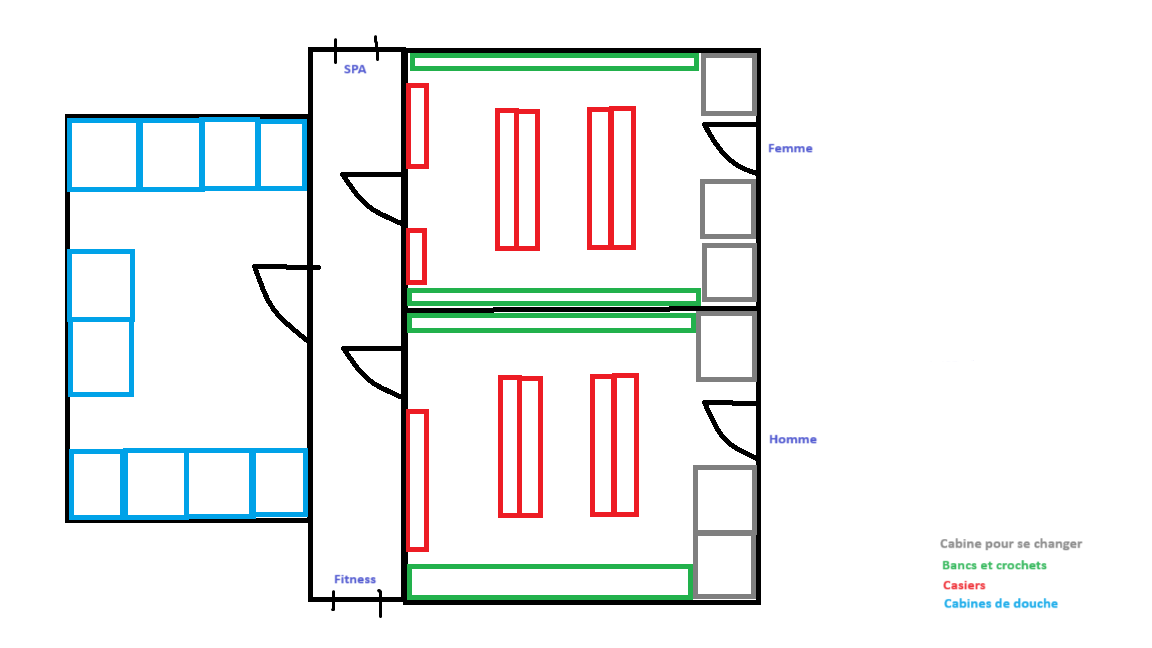 SPA
Femme
Homme
Fitness
Cabine pour se changer
Bancs et crochets
Casiers
Cabines de douche